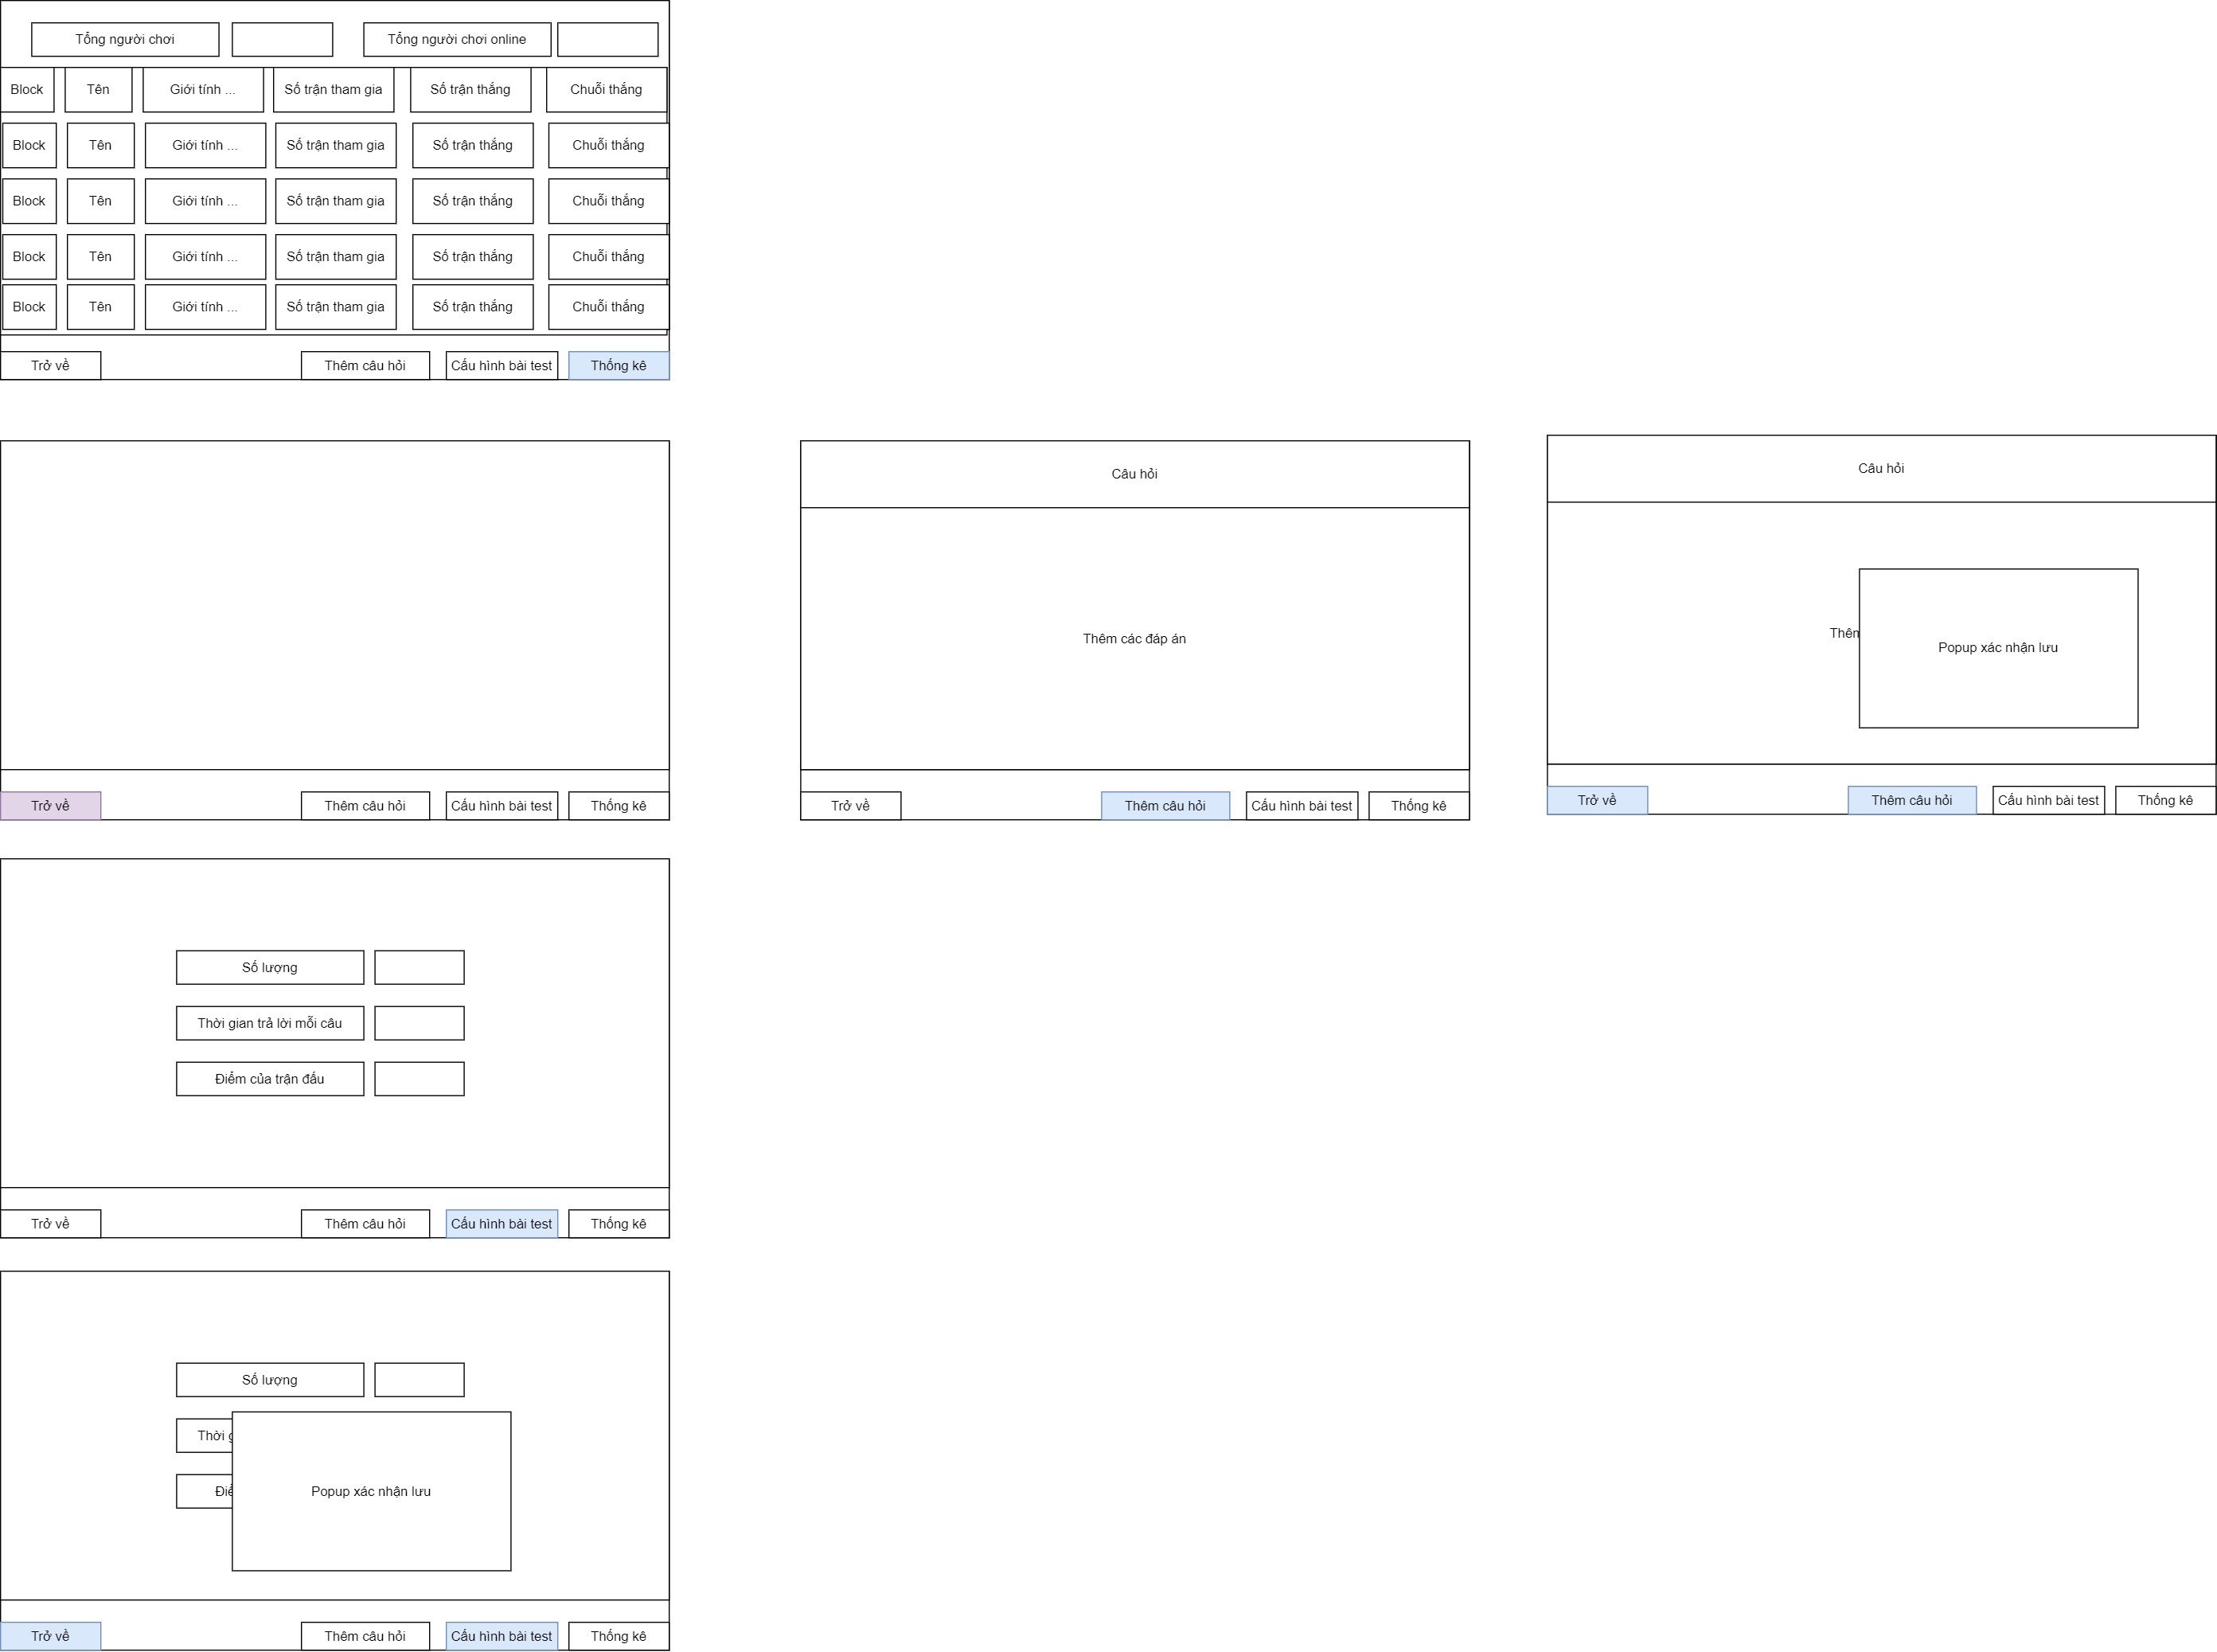 Tổng người chơi
Tổng người chơi online
Block Tên Giới tính ... Số trận tham gia Số trận thắng Chuỗi thắng
Block Tên Giới tính ... Số trận tham gia Số trận thắng Chuỗi thắng
Block Tên Giới tính ... Số trận tham gia Số trận thắng Chuỗi thắng
Block Tên Giới tính ... Số trận tham gia Số trận thắng Chuỗi thắng
Block Tên Giới tính ... Số trận tham gia Số trận thắng Chuỗi thắng
Trở về Thêm câu hỏi Cấu hình bài test Thống kê
Trở về Thêm câu hỏi Cấu hình bài test Thống kê
Câu hỏi
Thêm các đáp án
Trở về Thêm câu hỏi Cấu hình bài test Thống kê
Câu hỏi
Thên
Popup xác nhận lưu
Trở về Thêm câu hỏi Cấu hình bài test Thống kê
Số lượng
Thời gian trả lời mỗi câu
Điểm của trận đấu
Trở về Thêm câu hỏi Cấu hình bài test Thống kê
Số lượng
Thời g
Điể
Popup xác nhận lưu
Trở về Thêm câu hỏi Cấu hình bài test Thống kê